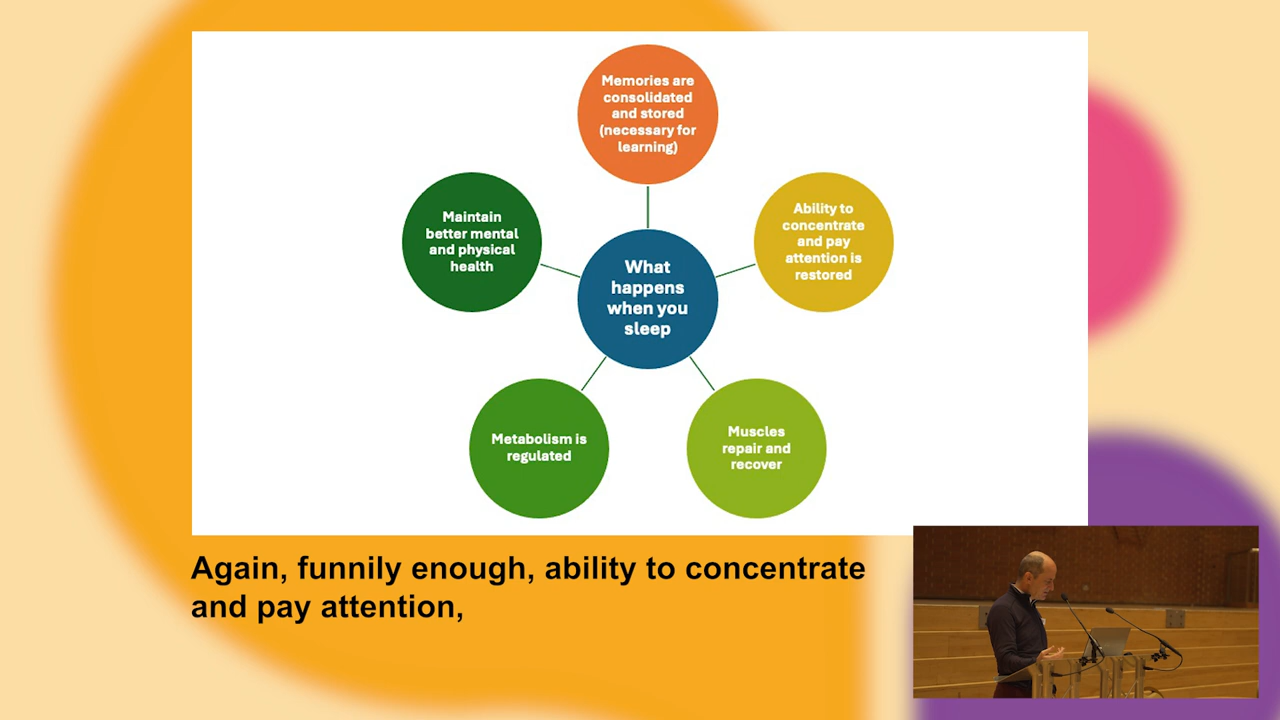 Memories are
consolidated
and stored
(necessary for
learning)
Maintain
better mental
and physical
health
Ability to
concentrate
and pay
attention is
restored
What
happens
when you
sleep
Metabolism is
regulated
Muscles
repair and
recover
Again, funnily enough, ability to concentrate
and pay attention,